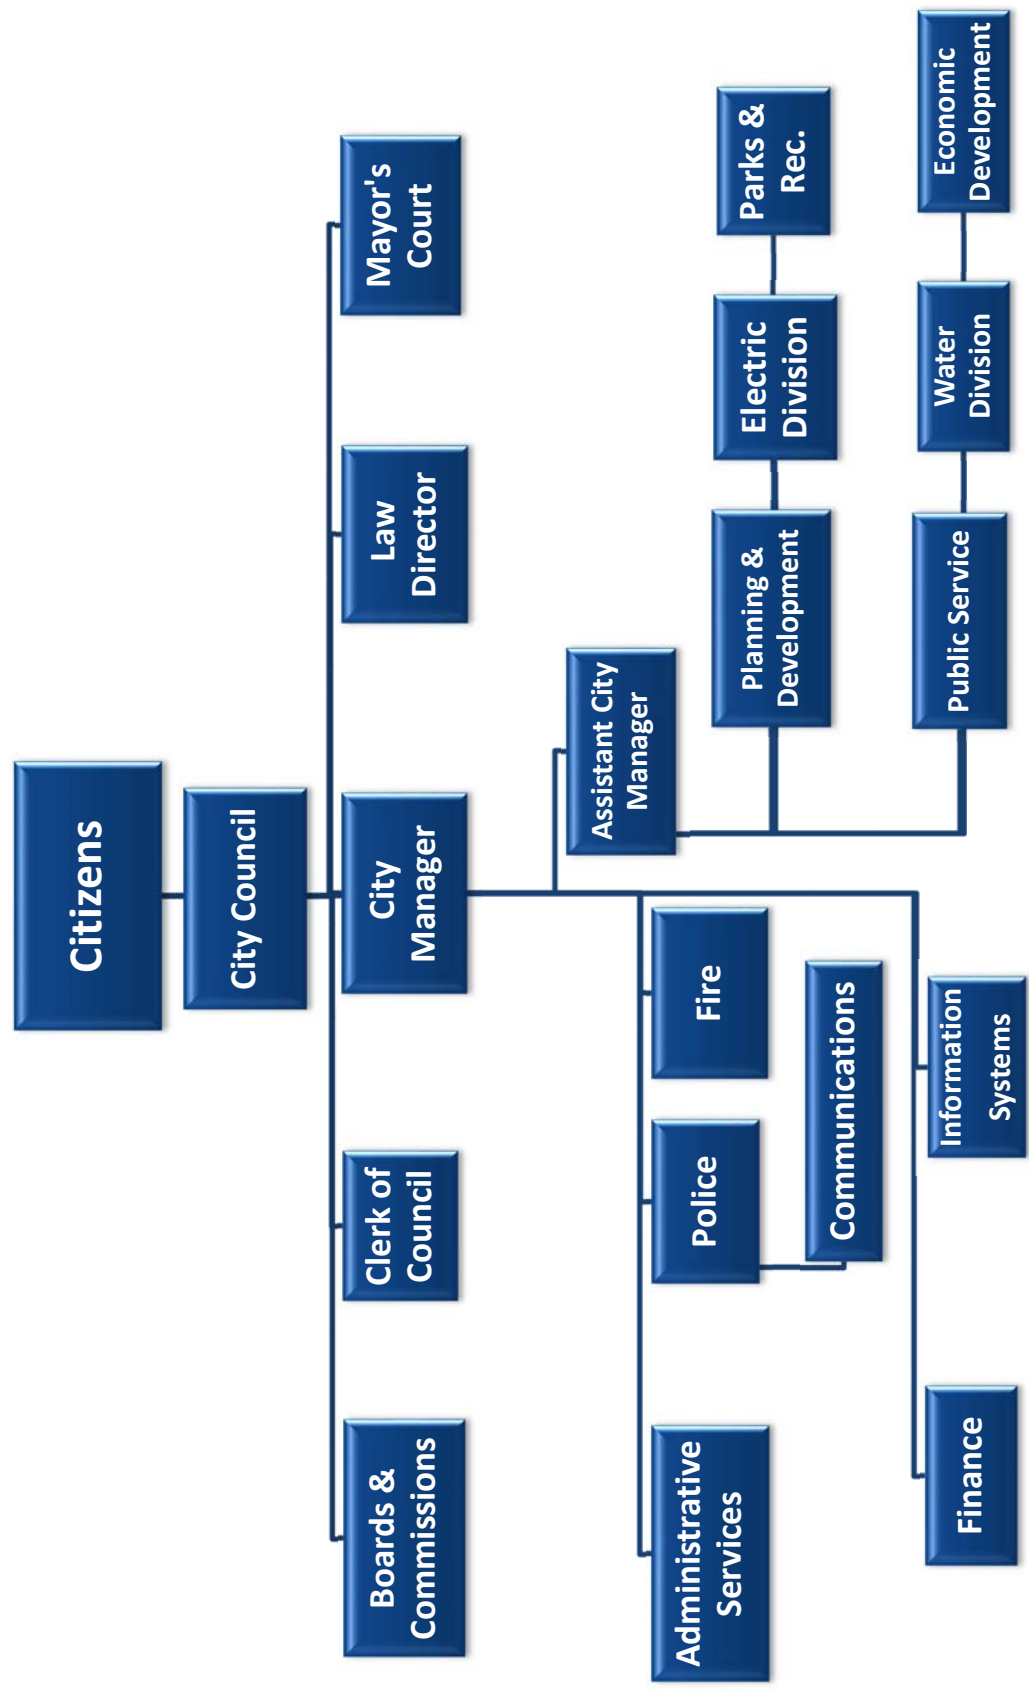 Citizens
City Council
Boards &
Commissions
Clerk of
Council
City
Manager
Law
Director
Mayor's
Court
Assistant City
Manager
Administrative
Services
Police
Fire
Communications
Planning &
Development
Electric
Division
Parks &
Rec.
Finance
Information
Systems
Public Service
Water
Division
Economic
Development